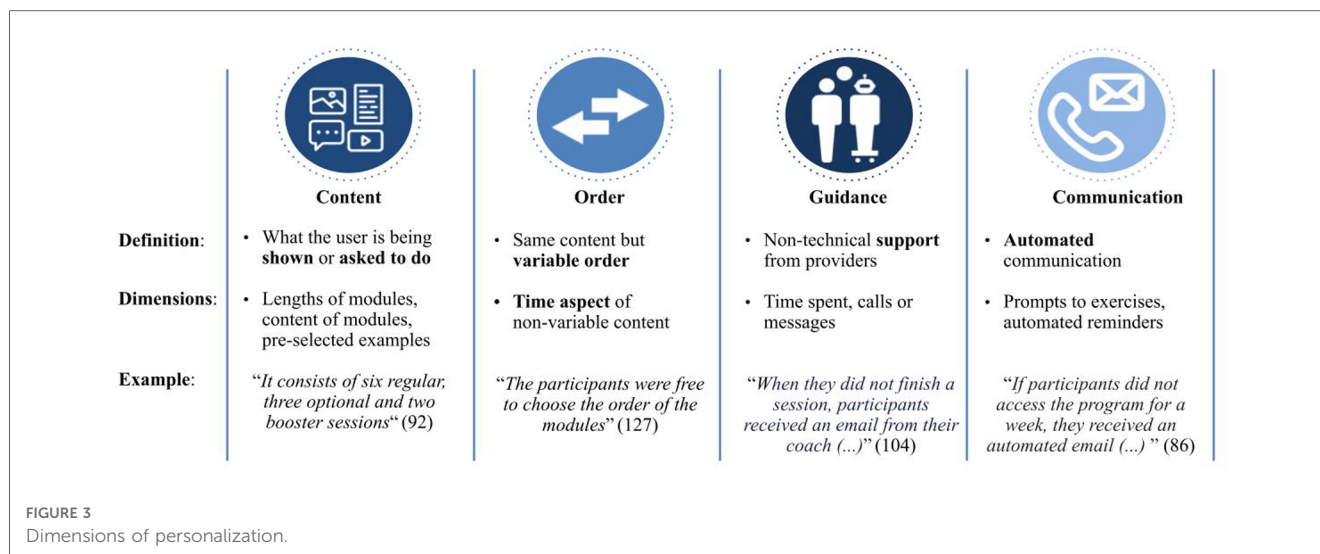 Content
Order
Guidance
Communication
Definition:
• What the user is being
shown or asked to do
• Same content but
variable order
• Non-technical support
from providers
• Automated
communication
Dimensions:
• Lengths of modules,
content of modules,
pre-selected examples
• Time aspect of
non-variable content
• Time spent, calls or
messages
• Prompts to exercises,
automated reminders
Example:
“It consists of six regular,
three optional and two
booster sessions“ (92)
“The participants were free
to choose the order of the
modules” (127)
“When they did not finish a
session, participants
received an email from their
coach (...)” (104)
“If participants did not
access the program for a
week, they received an
automated email (...) ” (86)
FIGURE 3
Dimensions of personalization.